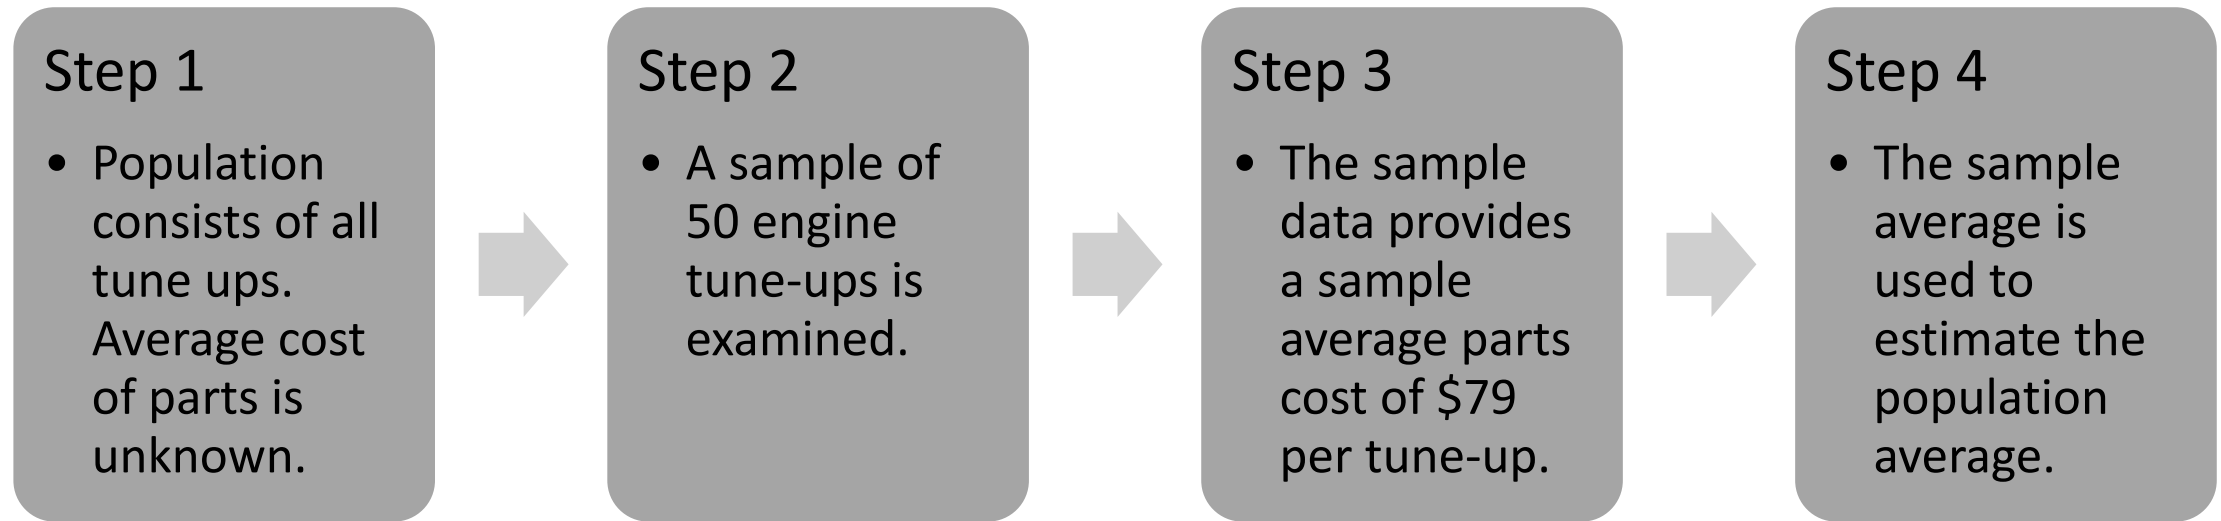 Step 1
• Population
consists of all
tune ups.
Average cost
of parts is
unknown.
Step 2
• A sample of
50 engine
tune-ups is
examined.
Step 3
• The sample
data provides
a sample
average parts
cost of $79
per tune-up.
Step 4
• The sample
average is
used to
estimate the
population
average.